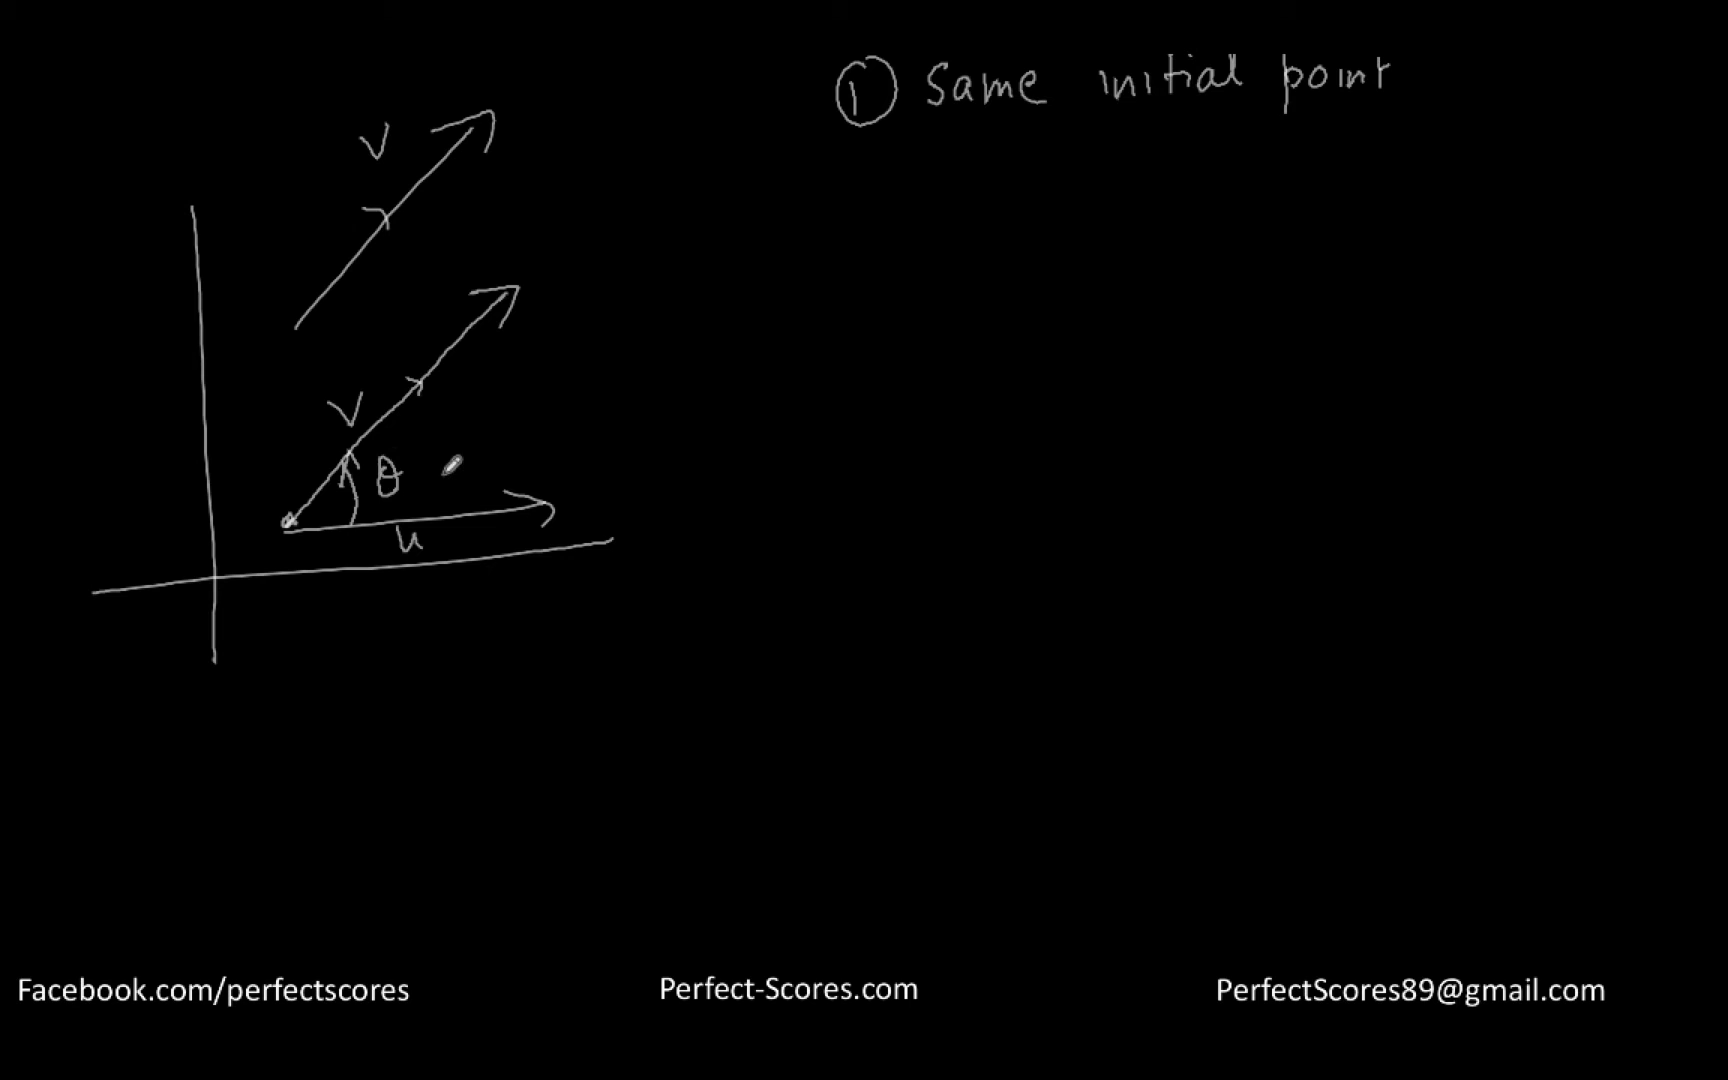 ① Same initial point
V
V
θ
u
Facebook.com/perfectscores
Perfect-Scores.com
PerfectScores89@gmail.com